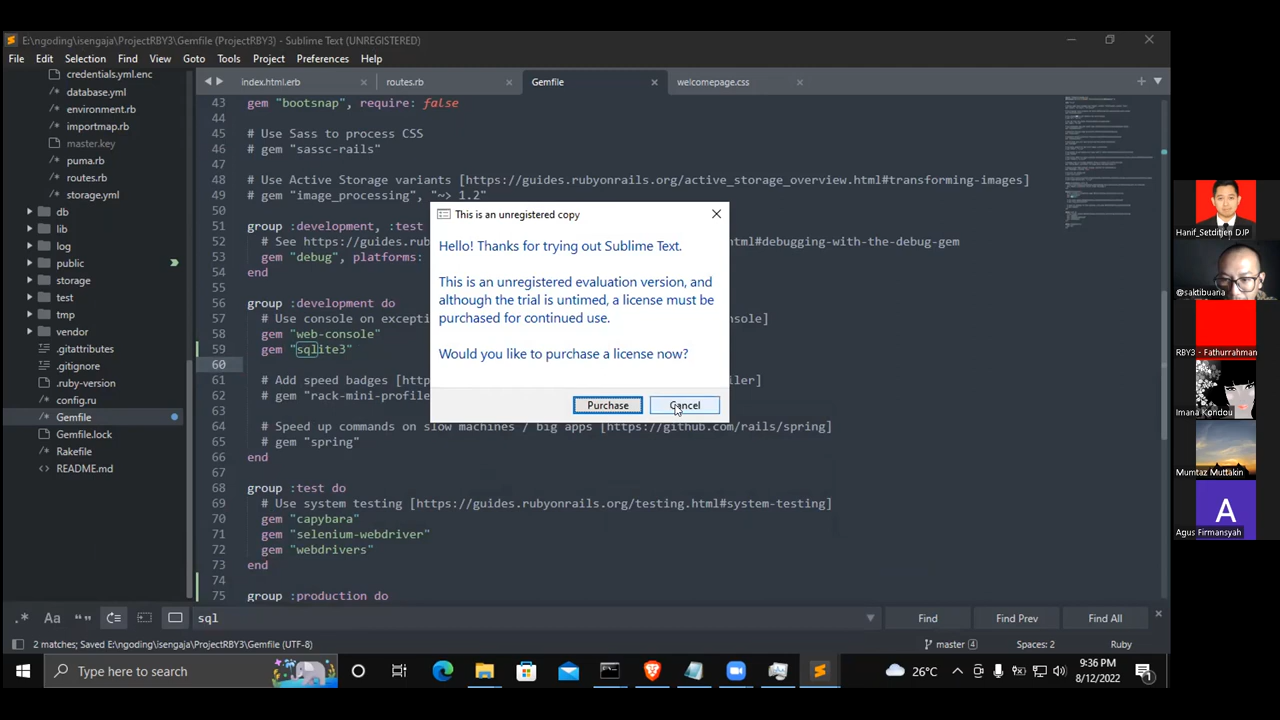 E:\ngoding\isengaja\ProjectRBY3\Gemfile (ProjectRBY3) - Sublime Text (UNREGISTERED)
File Edit Selection Find View Goto Tools Project Preferences Help
credentials.yml.enc
/* database.yml
/* environment.rb
/* importmap.rb
/* master.key
/* puma.rb
/* routes.rb
/* storage.yml
db
lib
log
public
storage
test
tmp
vendor
.gitattributes
.gitignore
/* .ruby-version
config.ru
/* Gemfile
Gemfile.lock
/* Rakefile
README.md
index.html.erb
routes.rb
Gemfile
welcomepage.css
43 gem "bootsnap", require: false
44
45 # Use Sass to process CSS
46 # gem "sassc-rails"
47
48 # Use Active Storage variants [https://guides.rubyonrails.org/active_storage_overview.html#transforming-images]
49 # gem "image_processing", "~> 1.2"
50
51 group :development, :test
52 # See https://guides.ruby html#debugging-with-the-debug-gem
53 gem "debug", platforms:
54 end
55
56 group :development do
57 # Use console on excepti nsole]
58 gem "web-console"
59 gem "sqlite3"
60
61 # Add speed badges [http ler]
62 # gem "rack-mini-profile
63
64 # Speed up commands on slow machines / big apps [https://github.com/rails/spring]
65 # gem "spring"
66 end
67
68 group :test do
69 # Use system testing [https://guides.rubyonrails.org/testing.html#system-testing]
70 gem "capybara"
71 gem "selenium-webdriver"
72 gem "webdrivers"
73 end
74
75 group :production do
This is an unregistered copy
Hello! Thanks for trying out Sublime Text.
This is an unregistered evaluation version, and
although the trial is untimed, a license must be
purchased for continued use.
Would you like to purchase a license now?
Purchase Cancel
.* Aa “” sql Find Find Prev Find All
2 matches; Saved E:\ngoding\isengaja\ProjectRBY3\Gemfile (UTF-8) master 4 Spaces: 2 Ruby
Type here to search
26°C
9:36 PM
8/12/2022
1
Hanif_Setditjen DJP
@saktibuana
RBY3 - Fathurrahman
Imana Kondou
Mumtaz Muttakin
A
Agus Firmansyah